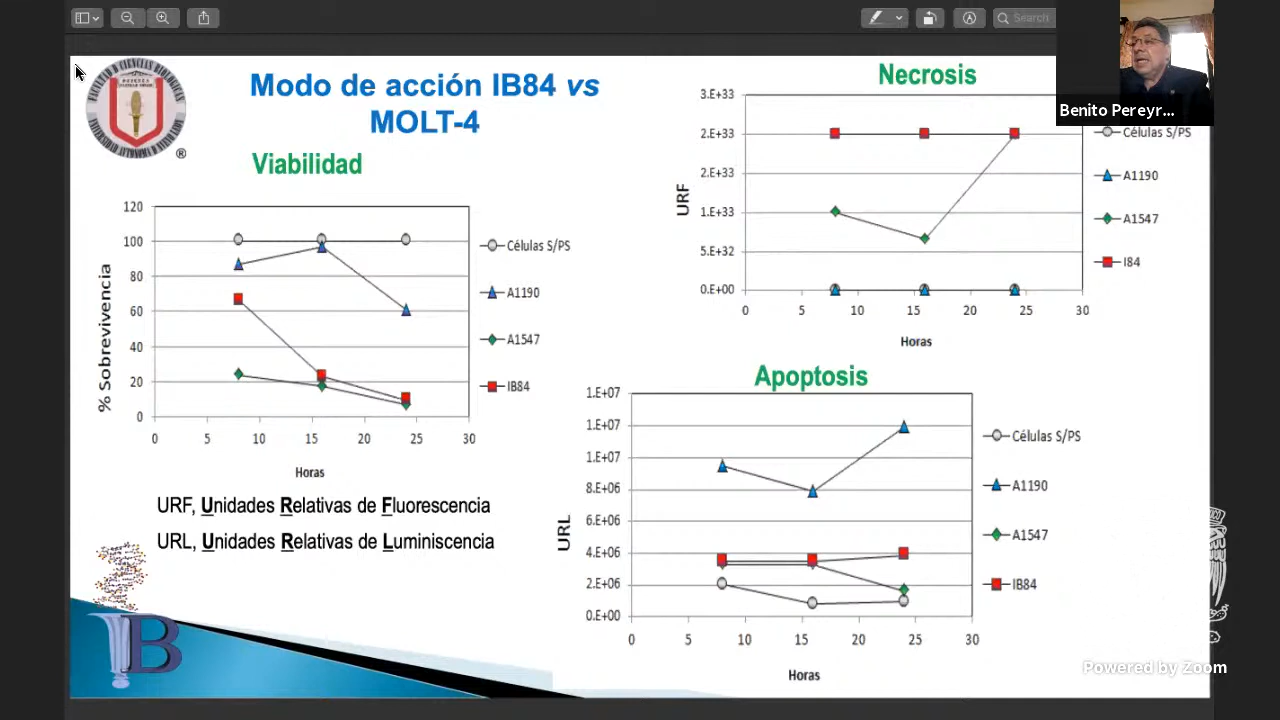 Search
Benito Pereyr...
Modo de acción IB84 vs
MOLT-4
Viabilidad
120
100
80
60
40
20
0
% Sobrevivencia
0 5 10 15 20 25 30
Horas
Células S/PS
A1190
A1547
IB84
URF, Unidades Relativas de Fluorescencia
URL, Unidades Relativas de Luminiscencia
Necrosis
3.E+33
2.E+33
2.E+33
1.E+33
5.E+32
0.E+00
URF
0 5 10 15 20 25 30
Horas
Células S/PS
A1190
A1547
I84
Apoptosis
1.E+07
1.E+07
1.E+07
8.E+06
6.E+06
4.E+06
2.E+06
0.E+00
URL
0 5 10 15 20 25 30
Horas
Células S/PS
A1190
A1547
IB84
B
Powered by Zoom